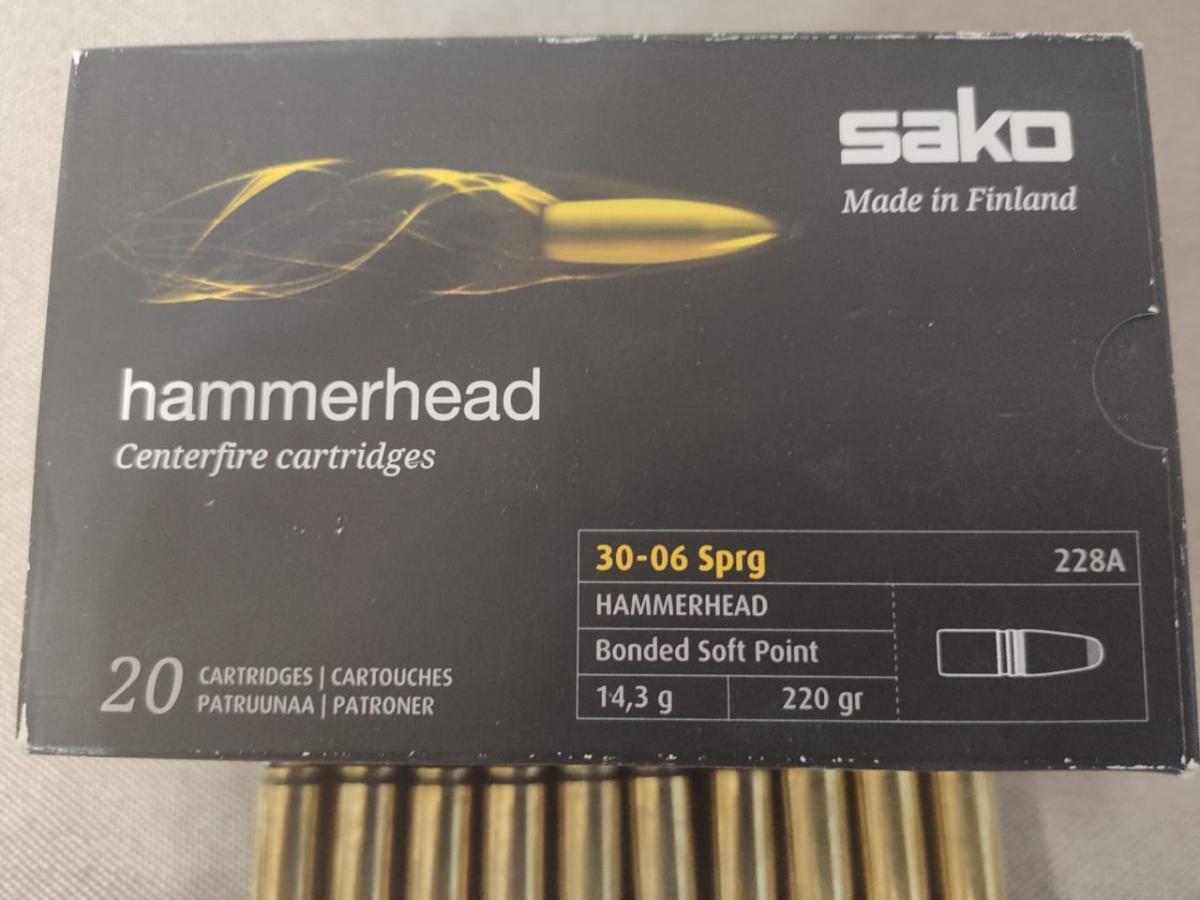 sako
Made in Finland
hammerhead
Centerfire cartridges
30-06 Sprg 228A
HAMMERHEAD
Bonded Soft Point
14,3 g 220 gr
20 CARTRIDGES | CARTOUCHES
PATRUUNAA | PATRONER